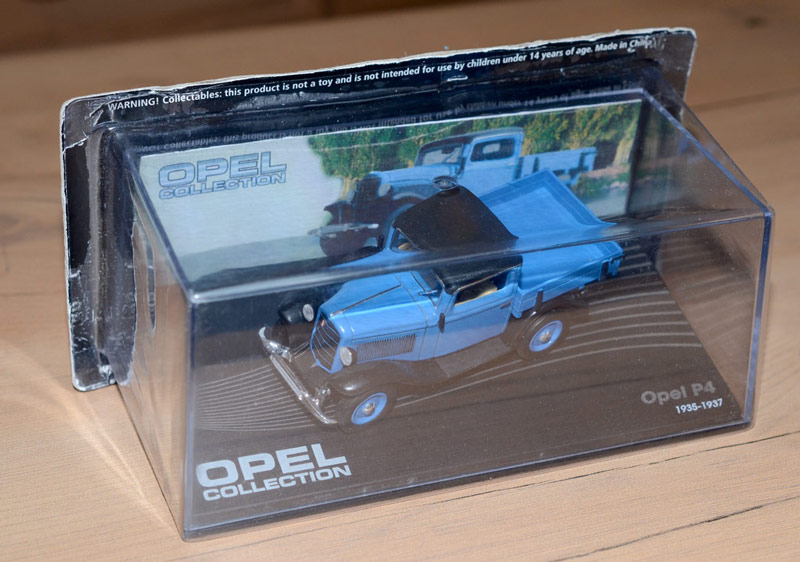 WARNING! Collectables: this product is not a toy and is not intended for use by children under 14 years of age. Made in China
OPEL
COLLECTION
Opel P4
1935-1937
OPEL
COLLECTION